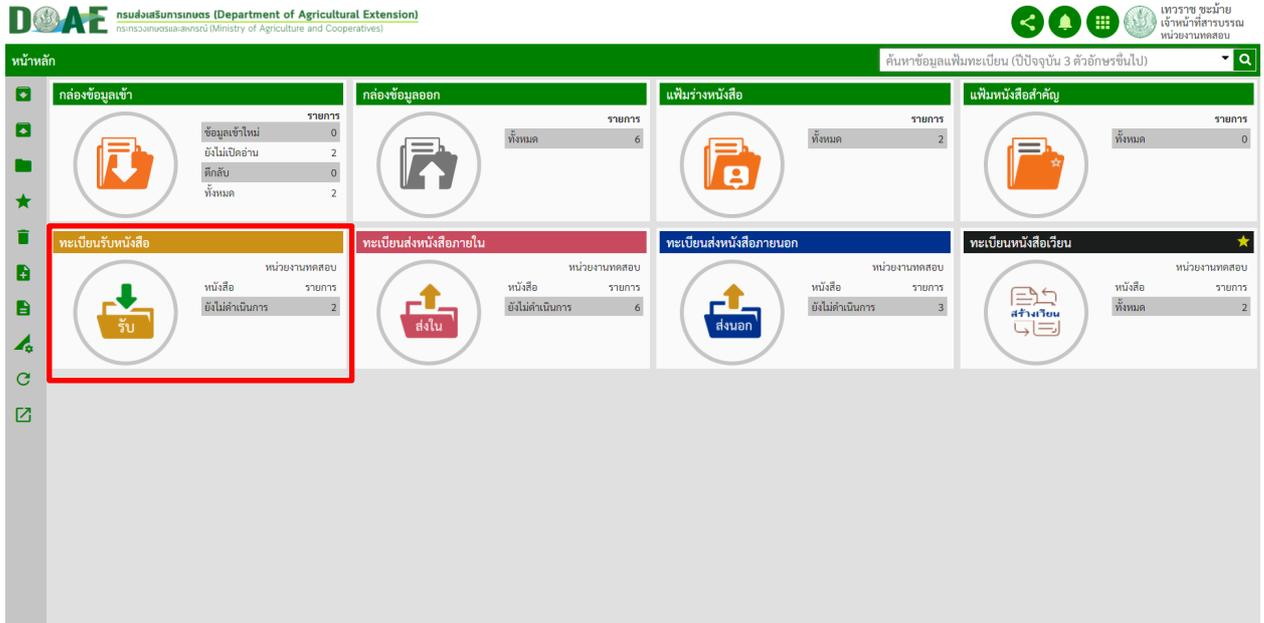 DOAE
กรมส่งเสริมการเกษตร (Department of Agricultural Extension)
กระทรวงเกษตรและสหกรณ์ (Ministry of Agriculture and Cooperatives)
เทวราช ชะม้าย
เจ้าหน้าที่สารบรรณ
หน่วยงานทดสอบ
หน้าหลัก
ค้นหาข้อมูลแฟ้มทะเบียน (ปีปัจจุบัน 3 ตัวอักษรขึ้นไป)
กล่องข้อมูลเข้า
รายการ
ข้อมูลเข้าใหม่ 0
ยังไม่เปิดอ่าน 2
ตีกลับ 0
ทั้งหมด 2
กล่องข้อมูลออก
รายการ
ทั้งหมด 6
แฟ้มร่างหนังสือ
รายการ
ทั้งหมด 2
แฟ้มหนังสือสำคัญ
รายการ
ทั้งหมด 0
ทะเบียนรับหนังสือ
หน่วยงานทดสอบ
หนังสือ รายการ
ยังไม่ดำเนินการ 2
รับ
ทะเบียนส่งหนังสือภายใน
หน่วยงานทดสอบ
หนังสือ รายการ
ยังไม่ดำเนินการ 6
ส่งใน
ทะเบียนส่งหนังสือภายนอก
หน่วยงานทดสอบ
หนังสือ รายการ
ยังไม่ดำเนินการ 3
ส่งนอก
ทะเบียนหนังสือเวียน
หน่วยงานทดสอบ
หนังสือ รายการ
ทั้งหมด 2
สร้างเวียน